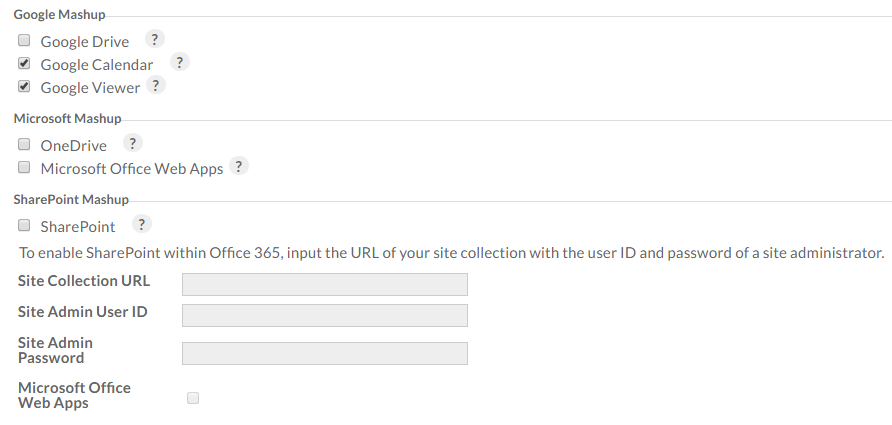 Google Mashup
Google Drive ?
Google Calendar ?
Google Viewer ?
Microsoft Mashup
OneDrive ?
Microsoft Office Web Apps ?
SharePoint Mashup
SharePoint ?
To enable SharePoint within Office 365, input the URL of your site collection with the user ID and password of a site administrator.
Site Collection URL
Site Admin User ID
Site Admin
Password
Microsoft Office
Web Apps